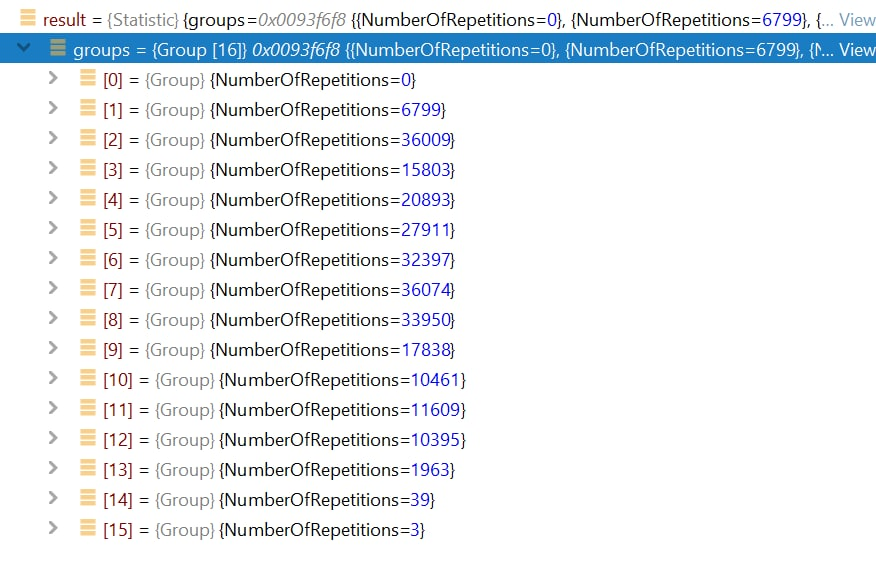 result = {Statistic} {groups=0x0093f6f8 {{NumberOfRepetitions=0}, {NumberOfRepetitions=6799}, {... View
groups = {Group [16]} 0x0093f6f8 {{NumberOfRepetitions=0}, {NumberOfRepetitions=6799}, {N... View
[0] = {Group} {NumberOfRepetitions=0}
[1] = {Group} {NumberOfRepetitions=6799}
[2] = {Group} {NumberOfRepetitions=36009}
[3] = {Group} {NumberOfRepetitions=15803}
[4] = {Group} {NumberOfRepetitions=20893}
[5] = {Group} {NumberOfRepetitions=27911}
[6] = {Group} {NumberOfRepetitions=32397}
[7] = {Group} {NumberOfRepetitions=36074}
[8] = {Group} {NumberOfRepetitions=33950}
[9] = {Group} {NumberOfRepetitions=17838}
[10] = {Group} {NumberOfRepetitions=10461}
[11] = {Group} {NumberOfRepetitions=11609}
[12] = {Group} {NumberOfRepetitions=10395}
[13] = {Group} {NumberOfRepetitions=1963}
[14] = {Group} {NumberOfRepetitions=39}
[15] = {Group} {NumberOfRepetitions=3}